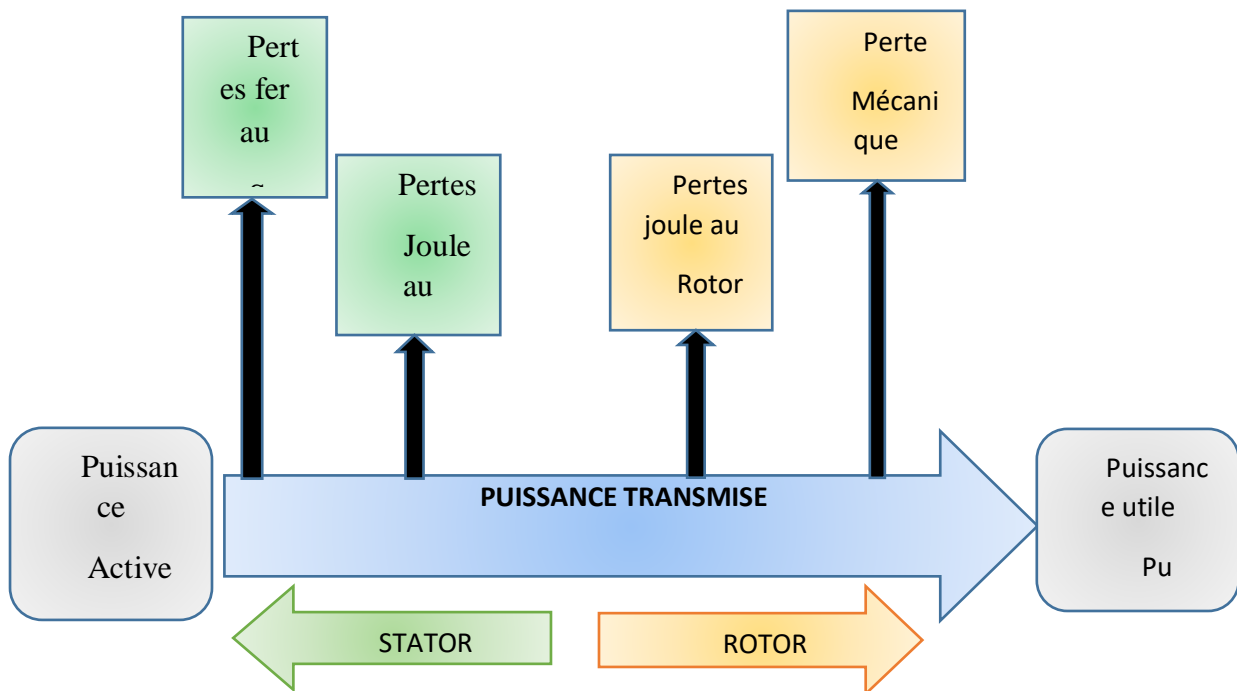 Pert
es fer
au
Pertes
Joule
au
Pertes
joule au
Rotor
Perte
Mécani
que
Puissan
ce
Active
PUISSANCE TRANSMISE
Puissanc
e utile
Pu
STATOR
ROTOR